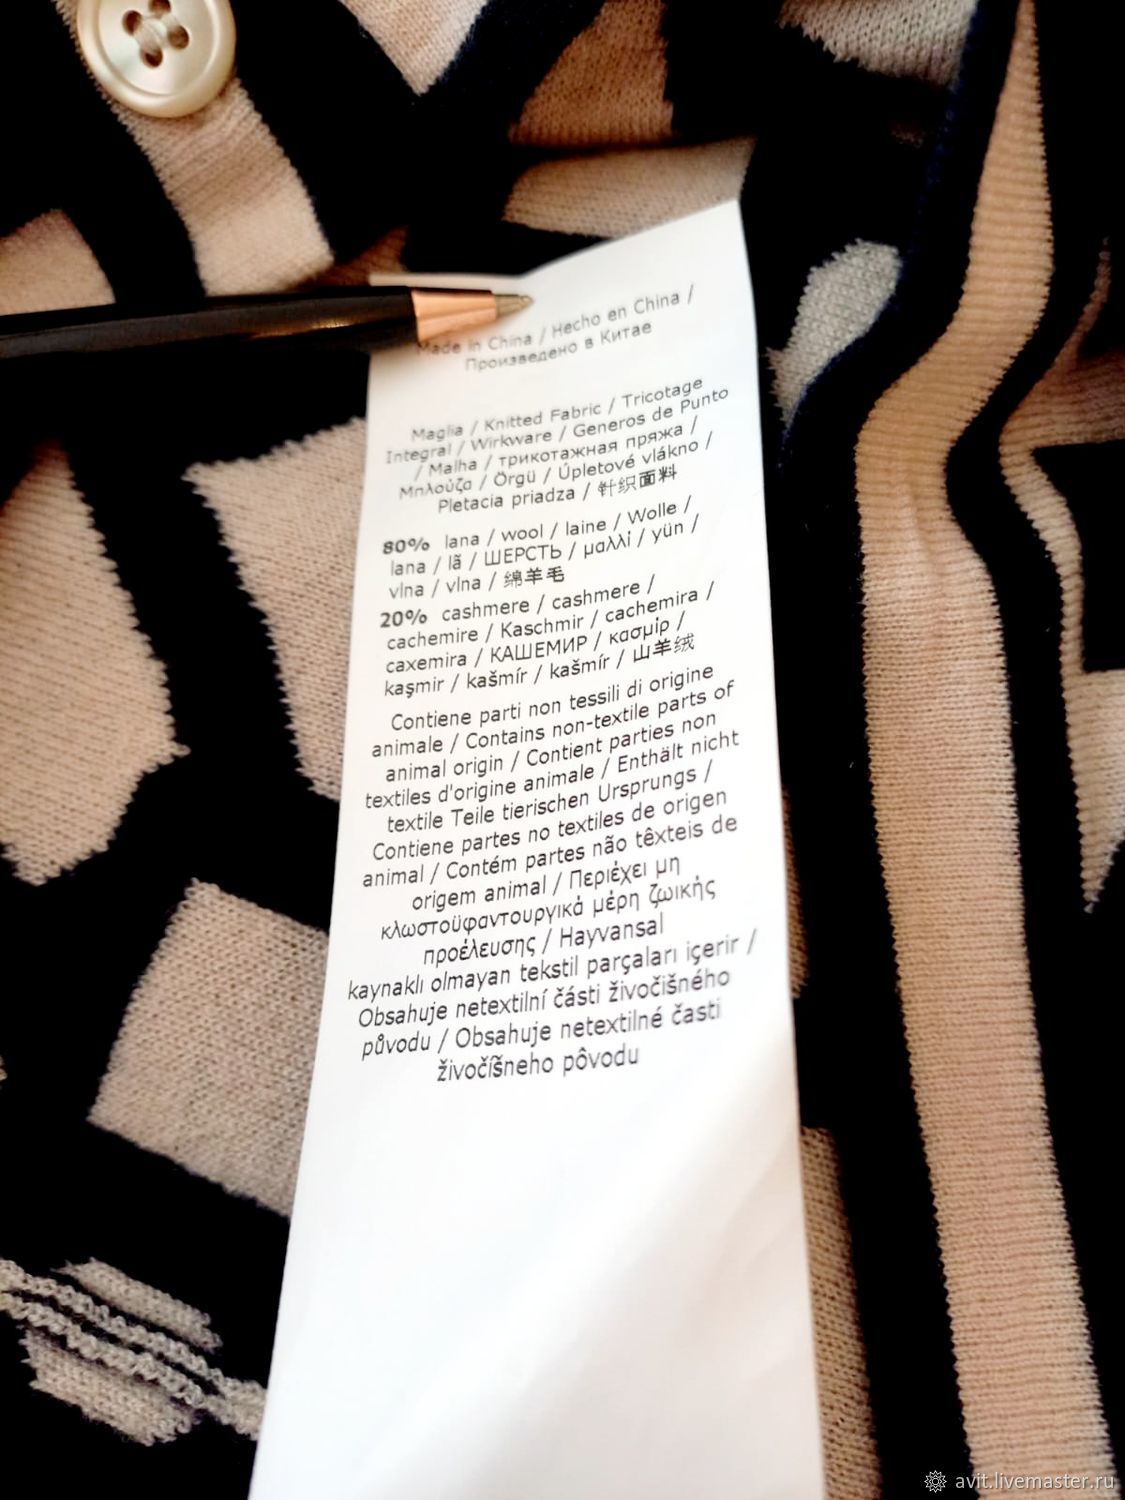 Made in China / Hecho en China /
Произведено в Китае
Maglia / Knitted Fabric / Tricotage
Integral / Wirkware / Generos de Punto
/ Malha / трикотажная пряжа /
Μπλούζα / Örgü / Úpletové vlákno /
Pletacia priadza / 针织面料
80% lana / wool / laine / Wolle /
lana / lã / ШЕРСТЬ / μαλλί / yün /
vlna / vlna / 绵羊毛
20% cashmere / cashmere /
cachemire / Kaschmir / cachemira /
caxemira / КАШЕМИР / κασμίρ /
kaşmir / kašmír / kašmír / 山羊绒
Contiene parti non tessili di origine
animale / Contains non-textile parts of
animal origin / Contient parties non
textiles d'origine animale / Enthält nicht
textile Teile tierischen Ursprungs /
Contiene partes no textiles de origen
animal / Contém partes não têxteis de
origem animal / Περιέχει μη
κλωστοϋφαντουργικά μέρη ζωικής
προέλευσης / Hayvansal
kaynaklı olmayan tekstil parçaları içerir /
Obsahuje netextilní části živočišného
původu / Obsahuje netextilné časti
živočíšneho pôvodu
avit.livemaster.ru